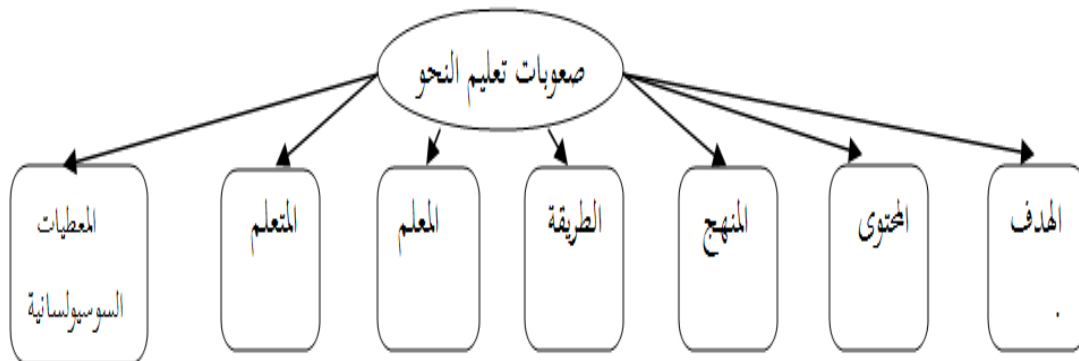 صعوبات تعليم النحو
الهدف
.
المحتوى
المنهج
الطريقة
المعلم
المتعلم
المعطيات
السوسيولسانية